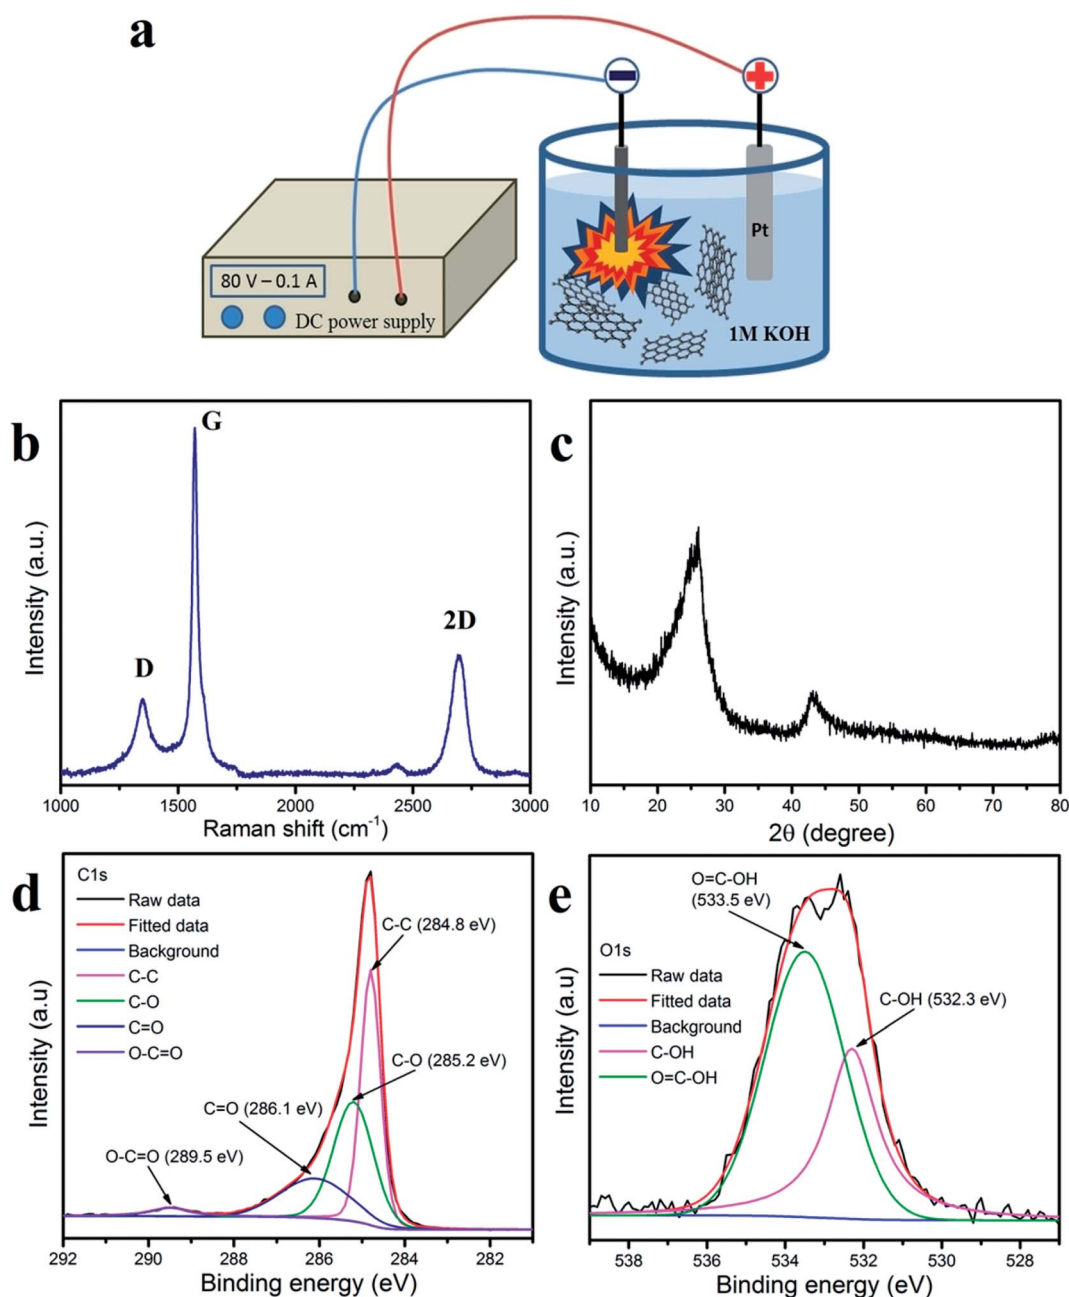 a
80 V – 0.1 A
DC power supply
Pt
1M KOH
b
G
D
2D
Intensity (a.u.)
1000 1500 2000 2500 3000
Raman shift (cm⁻¹)
c
Intensity (a.u.)
10 20 30 40 50 60 70 80
2θ (degree)
d
C1s
Raw data
Fitted data
Background
C-C
C-O
C=O
O-C=O
C-C (284.8 eV)
C-O (285.2 eV)
C=O (286.1 eV)
O-C=O (289.5 eV)
Intensity (a.u)
292 290 288 286 284 282
Binding energy (eV)
e
O=C-OH
(533.5 eV)
O1s
Raw data
Fitted data
Background
C-OH
O=C-OH
C-OH (532.3 eV)
Intensity (a.u)
538 536 534 532 530 528
Binding energy (eV)